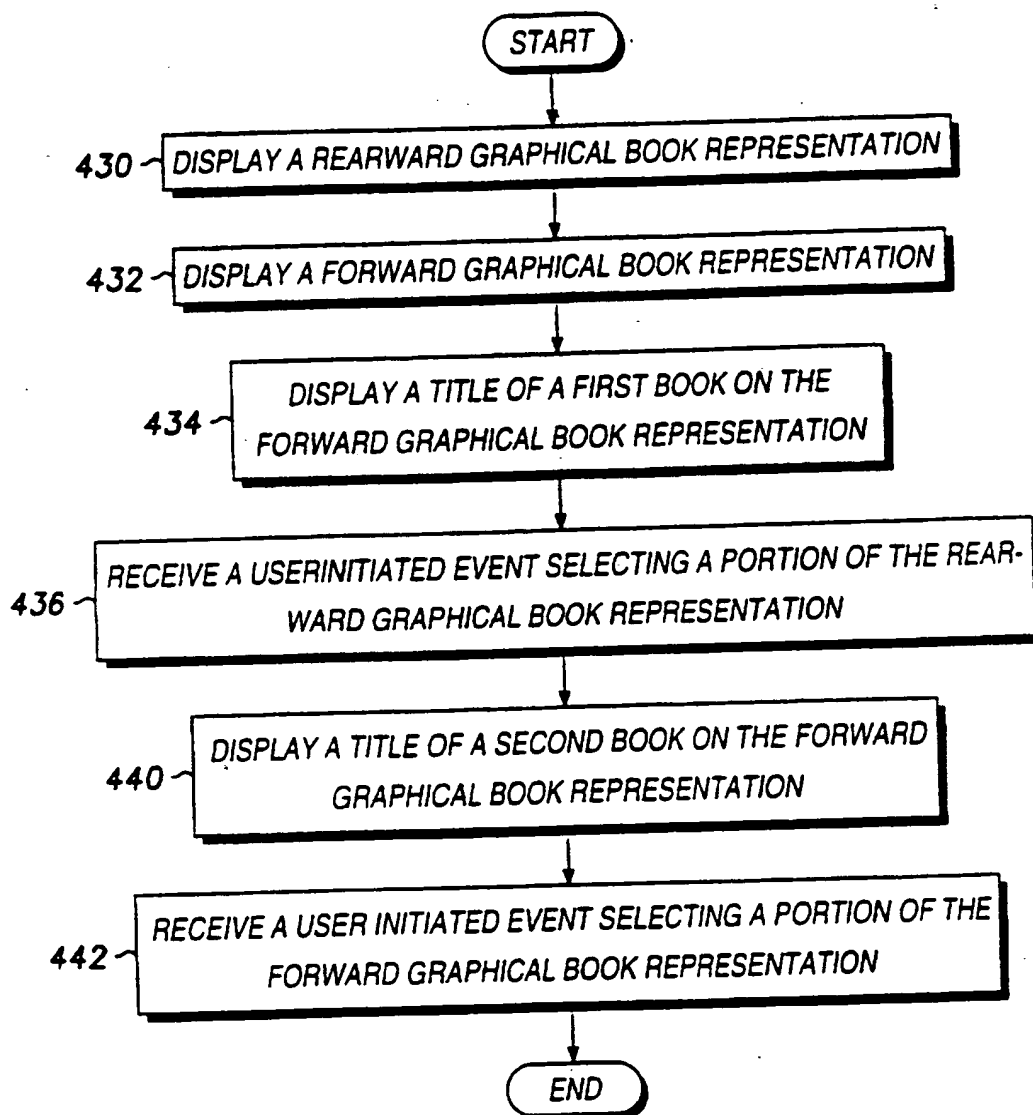 START
430 DISPLAY A REARWARD GRAPHICAL BOOK REPRESENTATION
432 DISPLAY A FORWARD GRAPHICAL BOOK REPRESENTATION
DISPLAY A TITLE OF A FIRST BOOK ON THE
434 FORWARD GRAPHICAL BOOK REPRESENTATION
RECEIVE A USERINITIATED EVENT SELECTING A PORTION OF THE REAR-
436 WARD GRAPHICAL BOOK REPRESENTATION
DISPLAY A TITLE OF A SECOND BOOK ON THE FORWARD
440 GRAPHICAL BOOK REPRESENTATION
RECEIVE A USER INITIATED EVENT SELECTING A PORTION OF THE
442 FORWARD GRAPHICAL BOOK REPRESENTATION
END